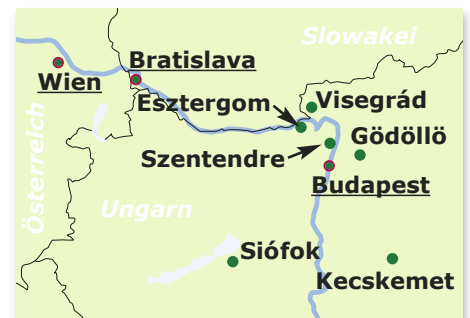 Slowakei
Bratislava
Wien
Esztergom
Visegrád
Gödöllö
Szentendre
Budapest
Österreich
Ungarn
Siófok
Kecskemet